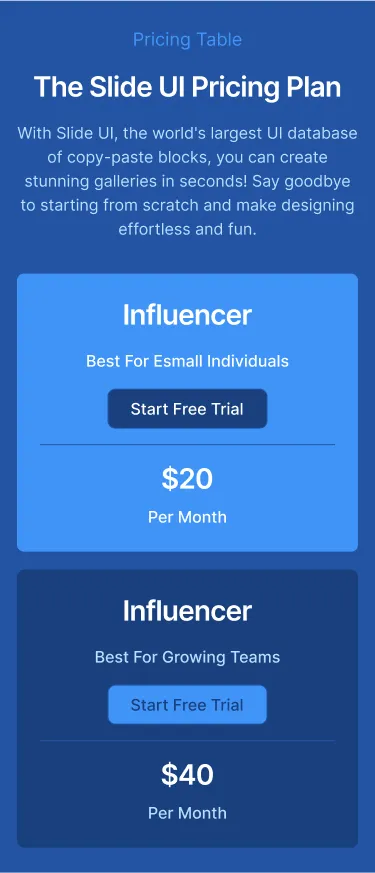 Pricing Table
The Slide UI Pricing Plan
With Slide UI, the world's largest UI database
of copy-paste blocks, you can create
stunning galleries in seconds! Say goodbye
to starting from scratch and make designing
effortless and fun.
Influencer
Best For Esmall Individuals
Start Free Trial
$20
Per Month
Influencer
Best For Growing Teams
Start Free Trial
$40
Per Month